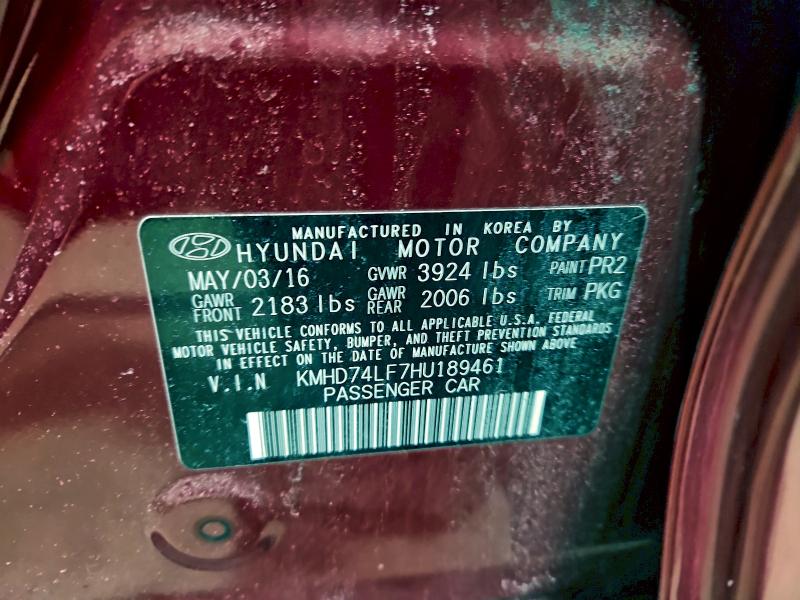 MANUFACTURED IN KOREA BY
HYUNDAI MOTOR COMPANY
MAY/03/16 GVWR 3924 lbs PAINT PR2
GAWR FRONT 2183 lbs GAWR REAR 2006 lbs TRIM PKG
THIS VEHICLE CONFORMS TO ALL APPLICABLE U.S.A. FEDERAL
MOTOR VEHICLE SAFETY, BUMPER, AND THEFT PREVENTION STANDARDS
IN EFFECT ON THE DATE OF MANUFACTURE SHOWN ABOVE
V.I.N KMHD74LF7HU189461
PASSENGER CAR